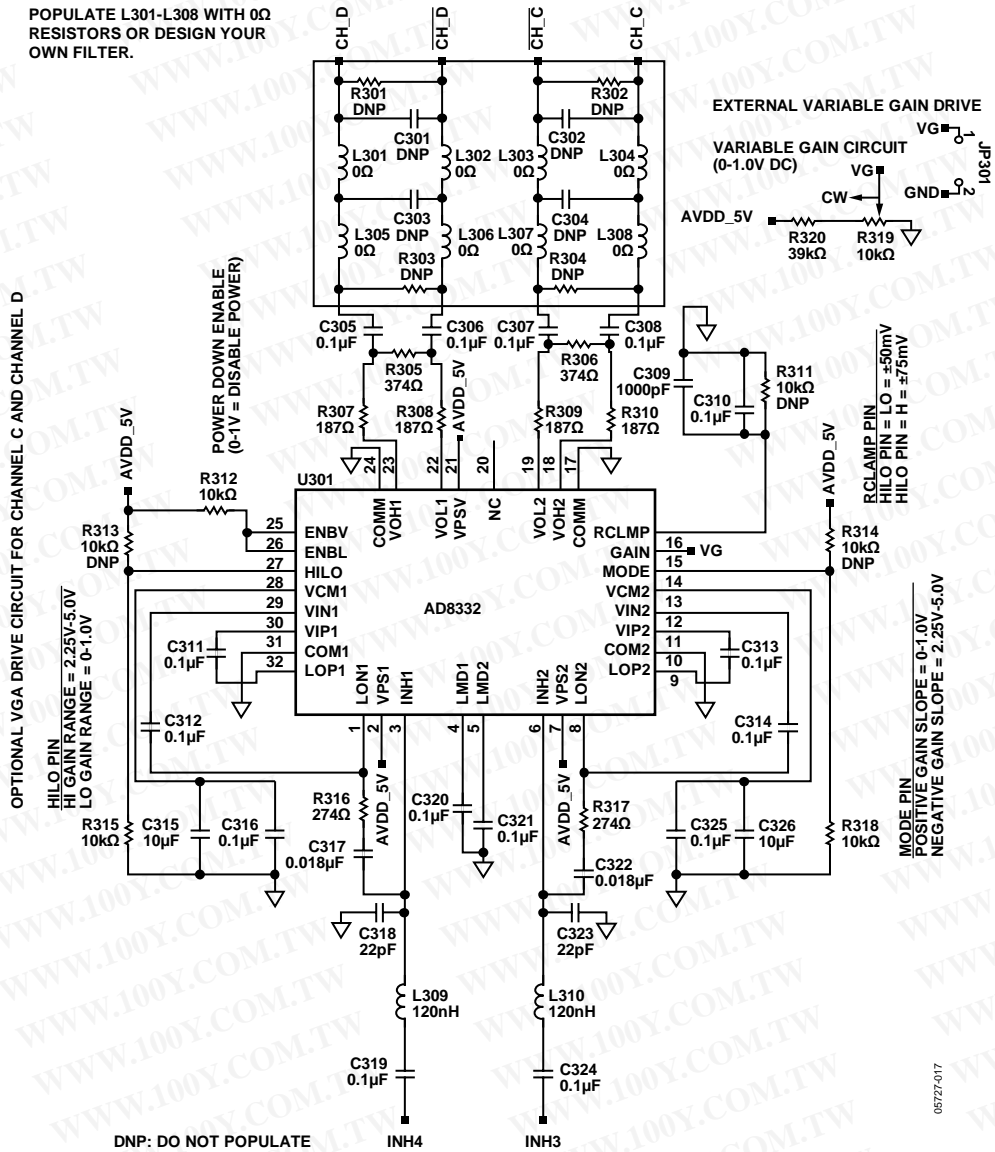 POPULATE L301-L308 WITH 0Ω
RESISTORS OR DESIGN YOUR
OWN FILTER.
CH_D
CH_D
CH_C
CH_C
R301
DNP
R302
DNP
C301
DNP
C302
DNP
L301
0Ω
L302
0Ω
L303
0Ω
L304
0Ω
C303
DNP
C304
DNP
L305
0Ω
L306
0Ω
L307
0Ω
L308
0Ω
R303
DNP
R304
DNP
EXTERNAL VARIABLE GAIN DRIVE
VG
1
JP301
2
GND
VARIABLE GAIN CIRCUIT
(0-1.0V DC)
VG
CW
AVDD_5V
R320
39kΩ
R319
10kΩ
C305
0.1µF
C306
0.1µF
C307
0.1µF
C308
0.1µF
R305
374Ω
R306
374Ω
AVDD_5V
R307
187Ω
R308
187Ω
R309
187Ω
R310
187Ω
C309
1000pF
C310
0.1µF
R311
10kΩ
DNP
OPTIONAL VGA DRIVE CIRCUIT FOR CHANNEL C AND CHANNEL D
POWER DOWN ENABLE
(0-1V = DISABLE POWER)
AVDD_5V
R312
10kΩ
R313
10kΩ
DNP
HILO PIN
HI GAIN RANGE = 2.25V-5.0V
LO GAIN RANGE = 0-1.0V
RCLAMP PIN
HILO PIN = LO = ±50mV
HILO PIN = H = ±75mV
AVDD_5V
R314
10kΩ
DNP
MODE PIN
POSITIVE GAIN SLOPE = 0-1.0V
NEGATIVE GAIN SLOPE = 2.25V-5.0V
U301
24
23
22
21
20
19
18
17
COMM
VOH1
VOL1
VPSV
NC
VOL2
VOH2
COMM
25
ENBV
26
ENBL
27
HILO
28
VCM1
29
VIN1
30
VIP1
31
COM1
32
LOP1
AD8332
RCLMP
16
GAIN
VG
15
MODE
14
VCM2
13
VIN2
12
VIP2
11
COM2
10
LOP2
9
LON1
VPS1
INH1
LMD1
LMD2
INH2
VPS2
LON2
1
2
3
4
5
6
7
8
C311
0.1µF
C312
0.1µF
C313
0.1µF
C314
0.1µF
R315
10kΩ
C315
10µF
C316
0.1µF
R316
274Ω
C317
0.018µF
AVDD_5V
C320
0.1µF
C321
0.1µF
AVDD_5V
R317
274Ω
C322
0.018µF
C325
0.1µF
C326
10µF
R318
10kΩ
C318
22pF
C323
22pF
L309
120nH
L310
120nH
C319
0.1µF
C324
0.1µF
INH4
INH3
DNP: DO NOT POPULATE
05727-017
WWW.100Y.COM.TW